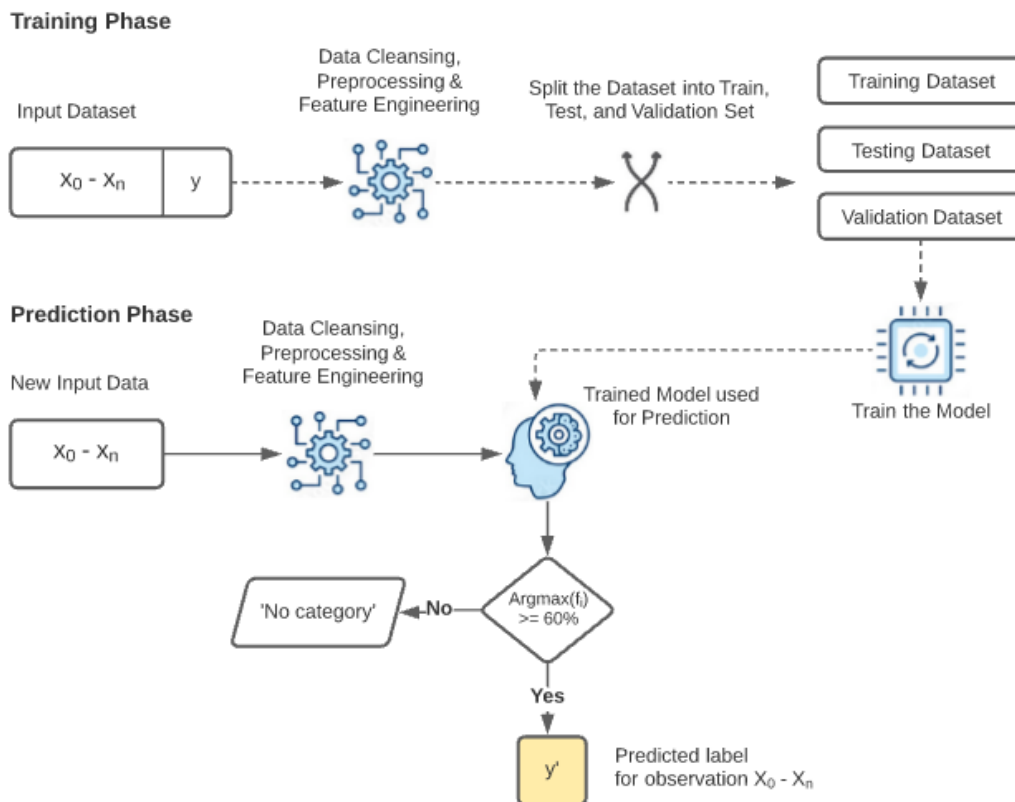 Training Phase
Data Cleansing,
Preprocessing &
Feature Engineering
Split the Dataset into Train,
Test, and Validation Set
Training Dataset
Input Dataset
Testing Dataset
X₀ - Xₙ
y
Validation Dataset
Prediction Phase
Data Cleansing,
Preprocessing &
Feature Engineering
New Input Data
Trained Model used
for Prediction
Train the Model
X₀ - Xₙ
Argmax(fᵢ)
>= 60%
No
'No category'
Yes
y'
Predicted label
for observation X₀ - Xₙ